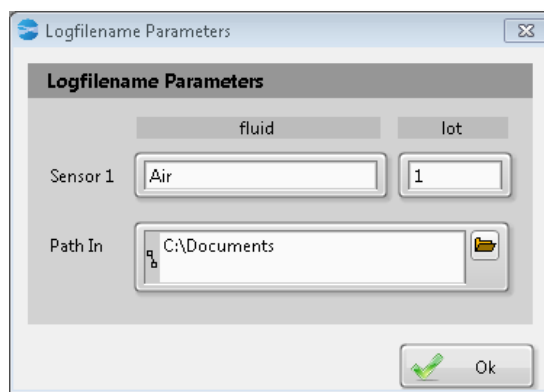 Logfilename Parameters
Logfilename Parameters
fluid lot
Sensor 1 Air 1
Path In C:\Documents
Ok